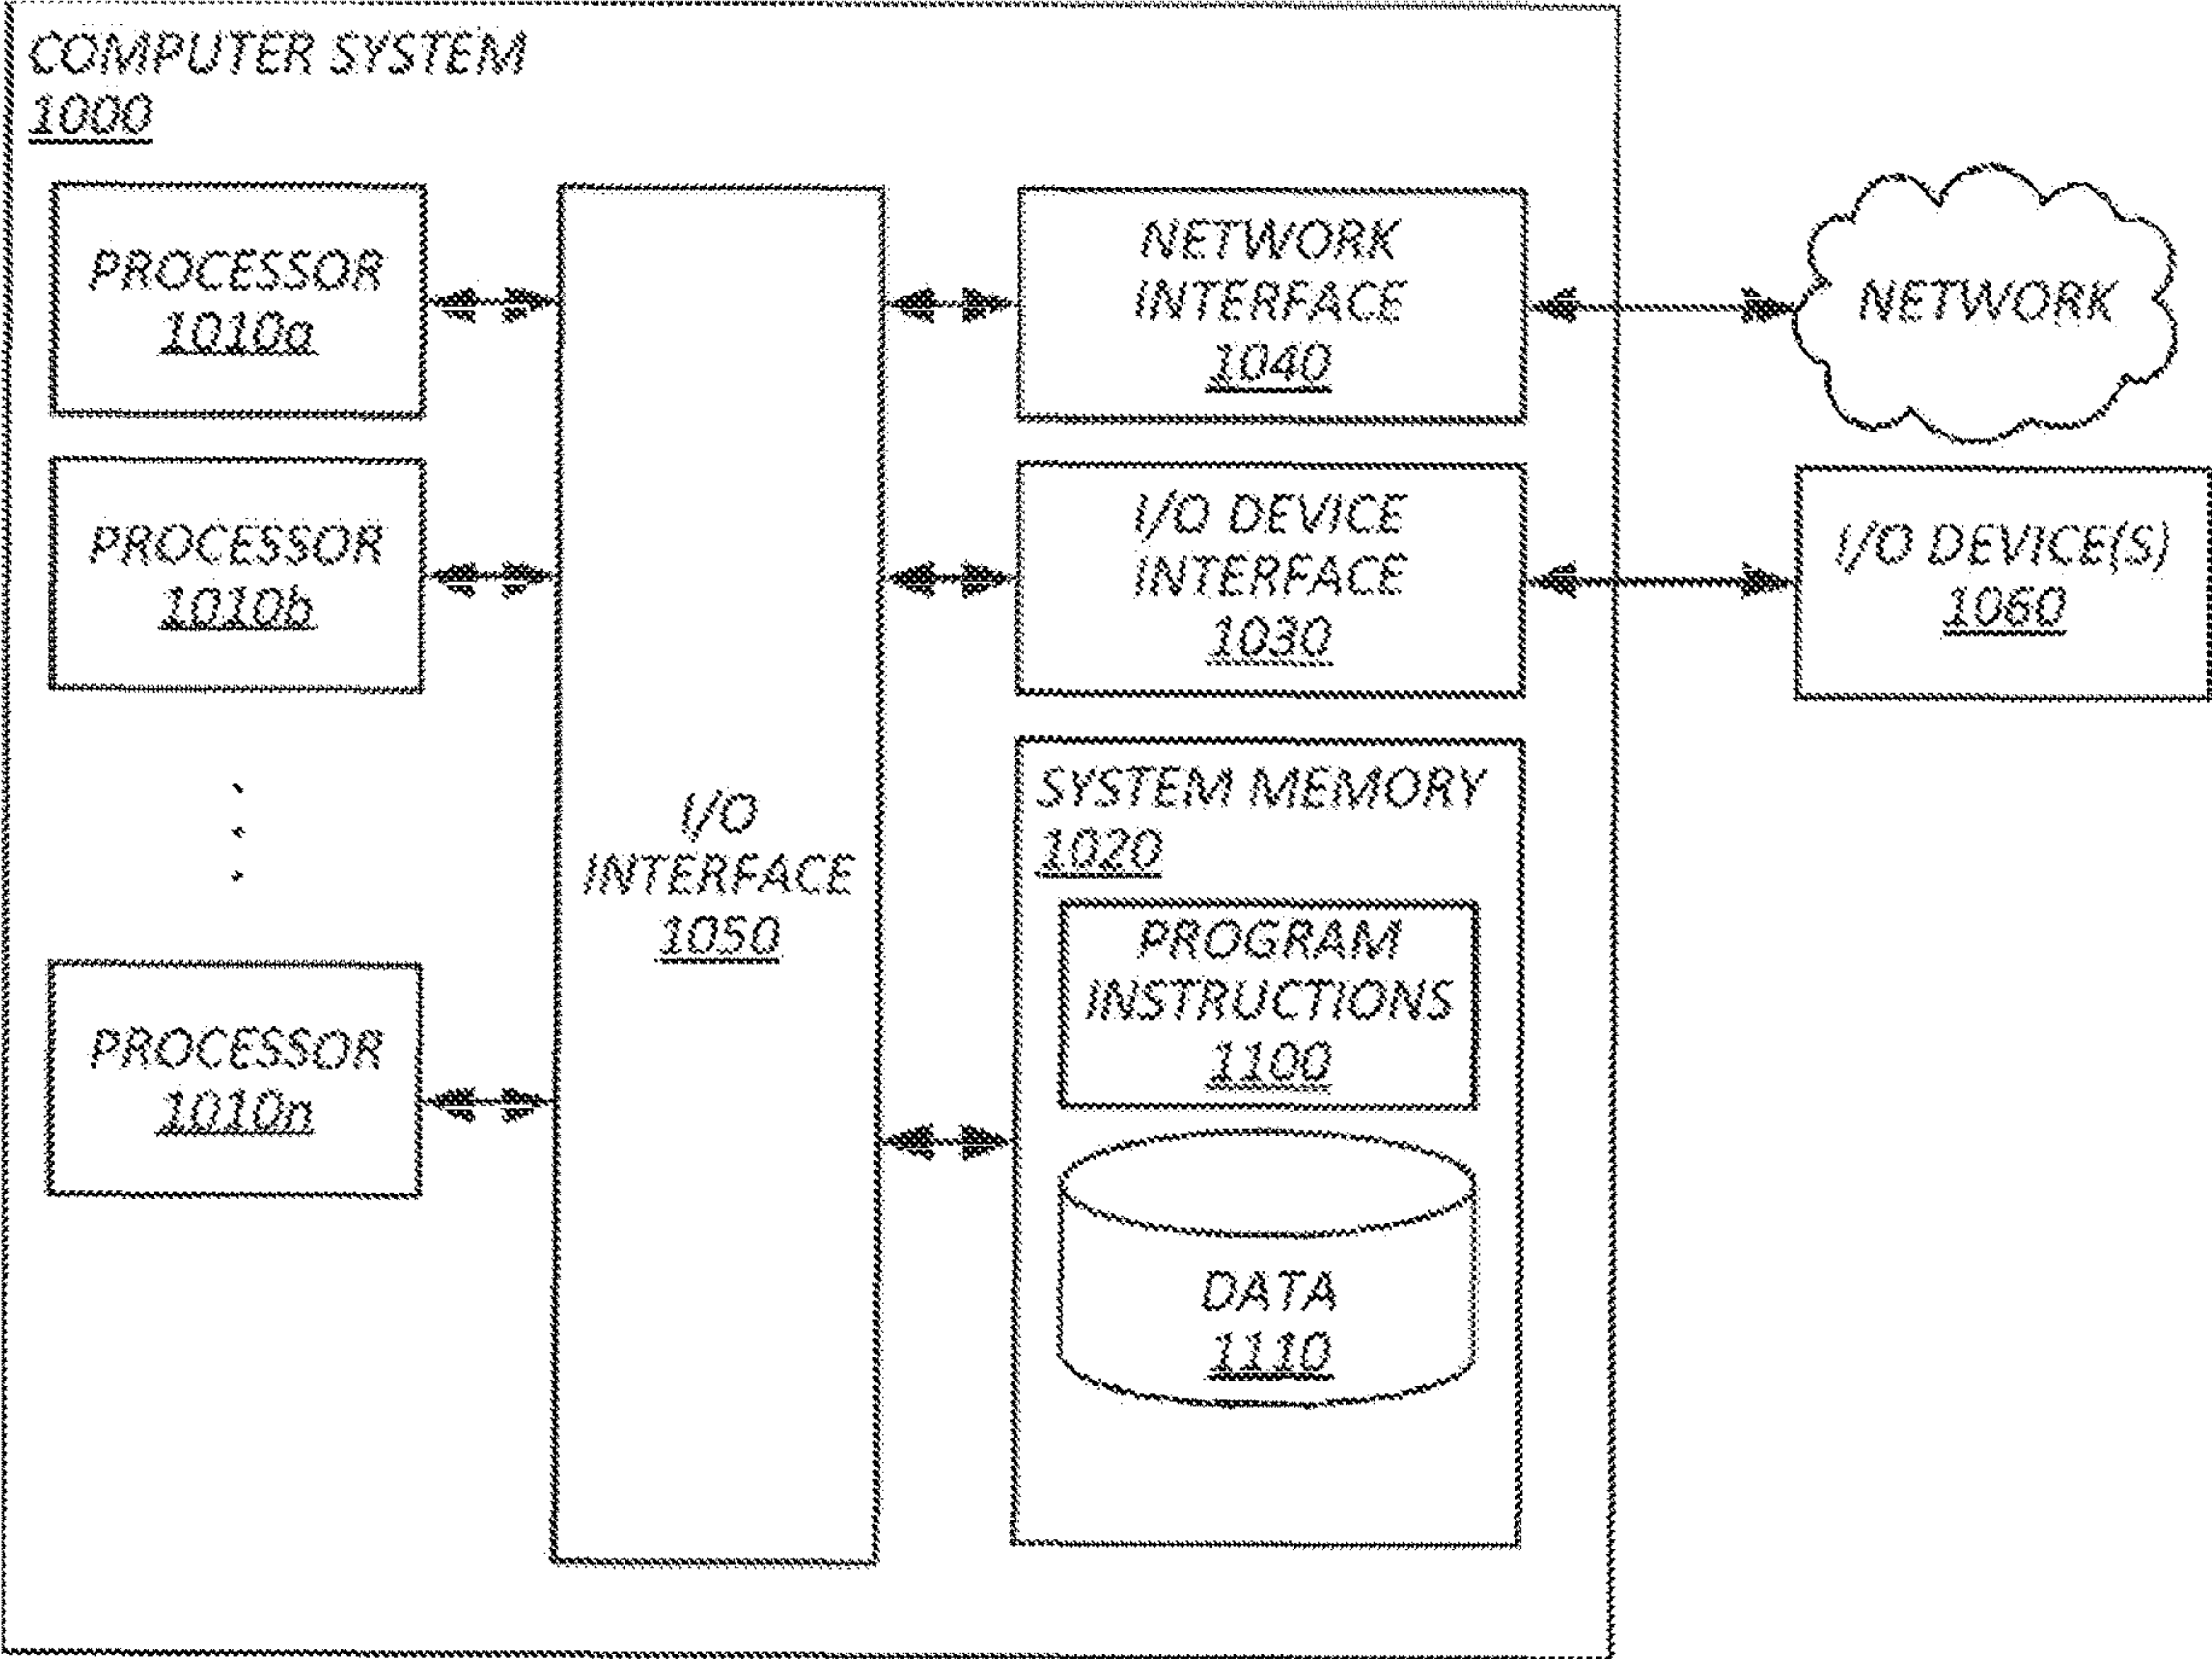 COMPUTER SYSTEM
1000
PROCESSOR
1010a
PROCESSOR
1010b
PROCESSOR
1010n
I/O
INTERFACE
1050
NETWORK
INTERFACE
1040
I/O DEVICE
INTERFACE
1030
SYSTEM MEMORY
1020
PROGRAM
INSTRUCTIONS
1100
DATA
1110
NETWORK
I/O DEVICE(S)
1060